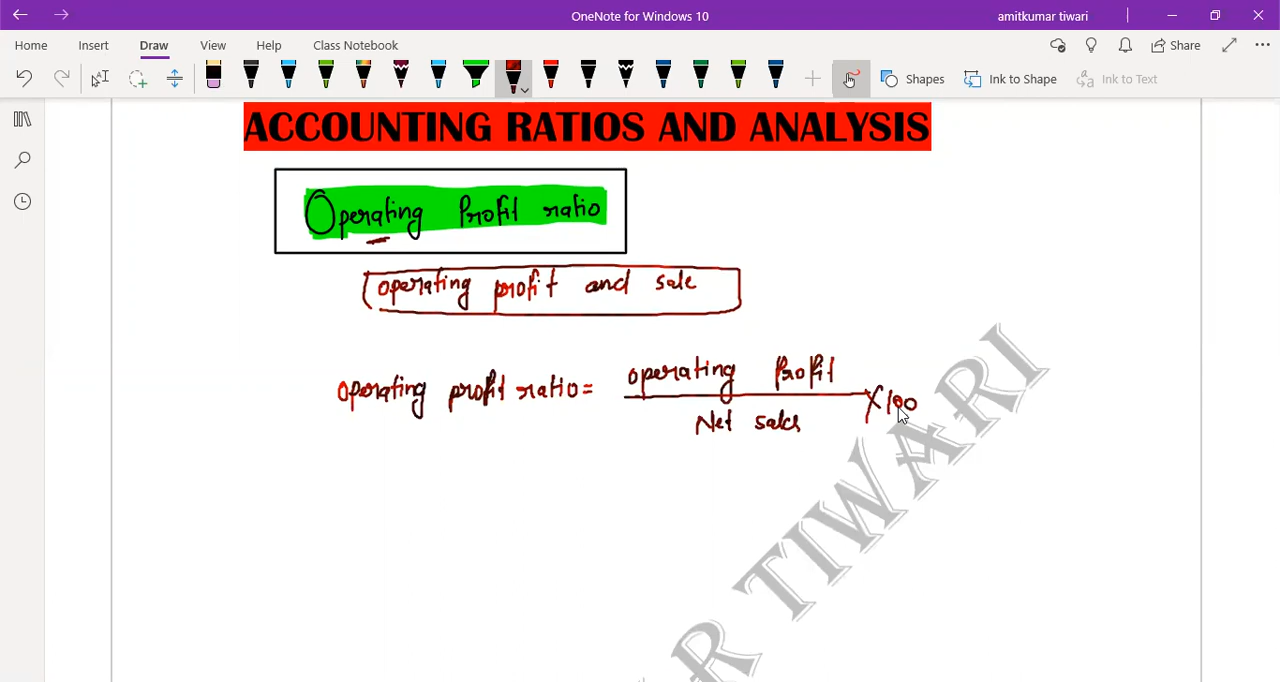 OneNote for Windows 10
amitkumar tiwari
Home Insert Draw View Help Class Notebook
Share
Shapes Ink to Shape Ink to Text
ACCOUNTING RATIOS AND ANALYSIS
Operating Profit ratio
operating profit and sale
operating profit ratio = operating Profit
Net sales
X 100
R TIWARI